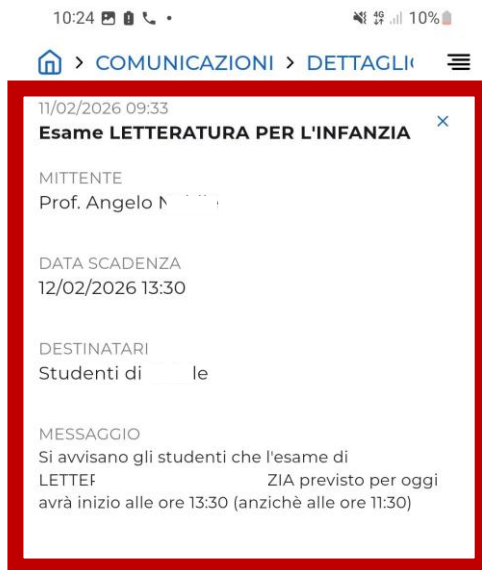 10:24
4G 10%
> COMUNICAZIONI > DETTAGLI
11/02/2026 09:33
Esame LETTERATURA PER L'INFANZIA ×
MITTENTE
Prof. Angelo
DATA SCADENZA
12/02/2026 13:30
DESTINATARI
Studenti di
MESSAGGIO
Si avvisano gli studenti che l'esame di
ZIA previsto per oggi
avrà inizio alle ore 13:30 (anzichè alle ore 11:30)